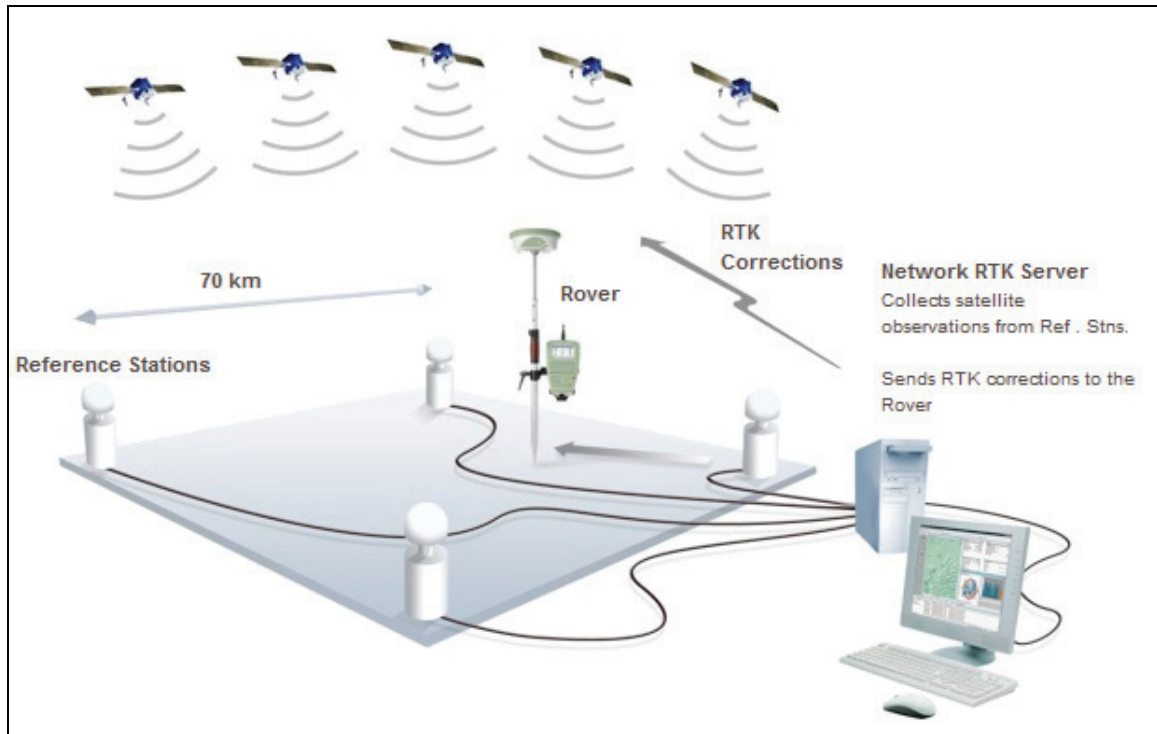 RTK
Corrections
70 km
Rover
Network RTK Server
Collects satellite
observations from Ref . Stns.
Sends RTK corrections to the
Rover
Reference Stations